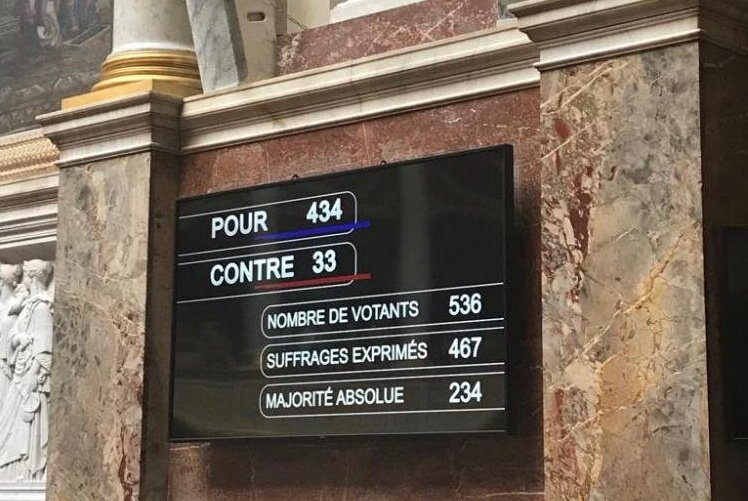 POUR 434
CONTRE 33
NOMBRE DE VOTANTS 536
SUFFRAGES EXPRIMÉS 467
MAJORITÉ ABSOLUE 234